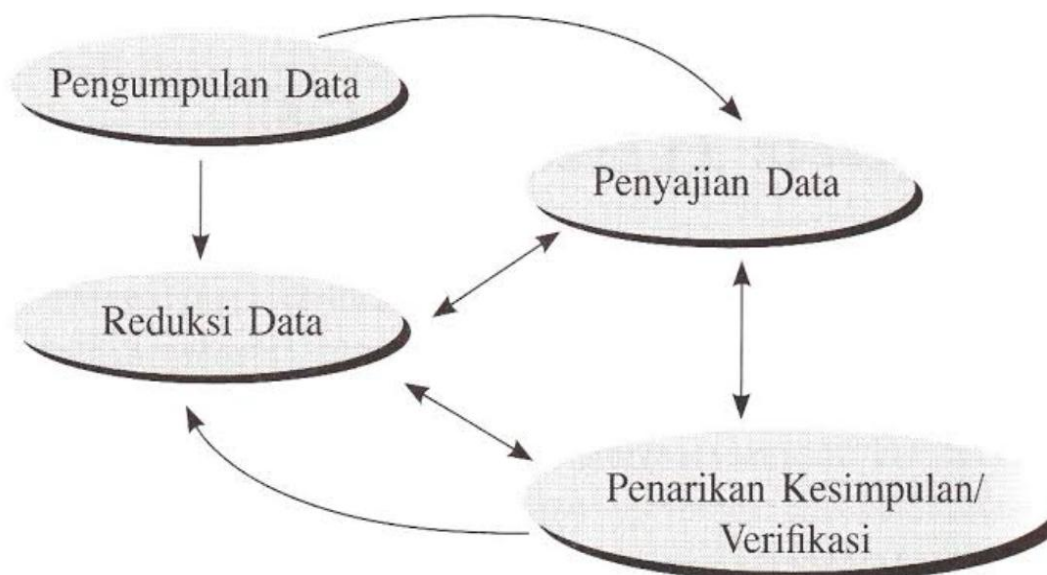 Pengumpulan Data
Penyajian Data
Reduksi Data
Penarikan Kesimpulan/
Verifikasi